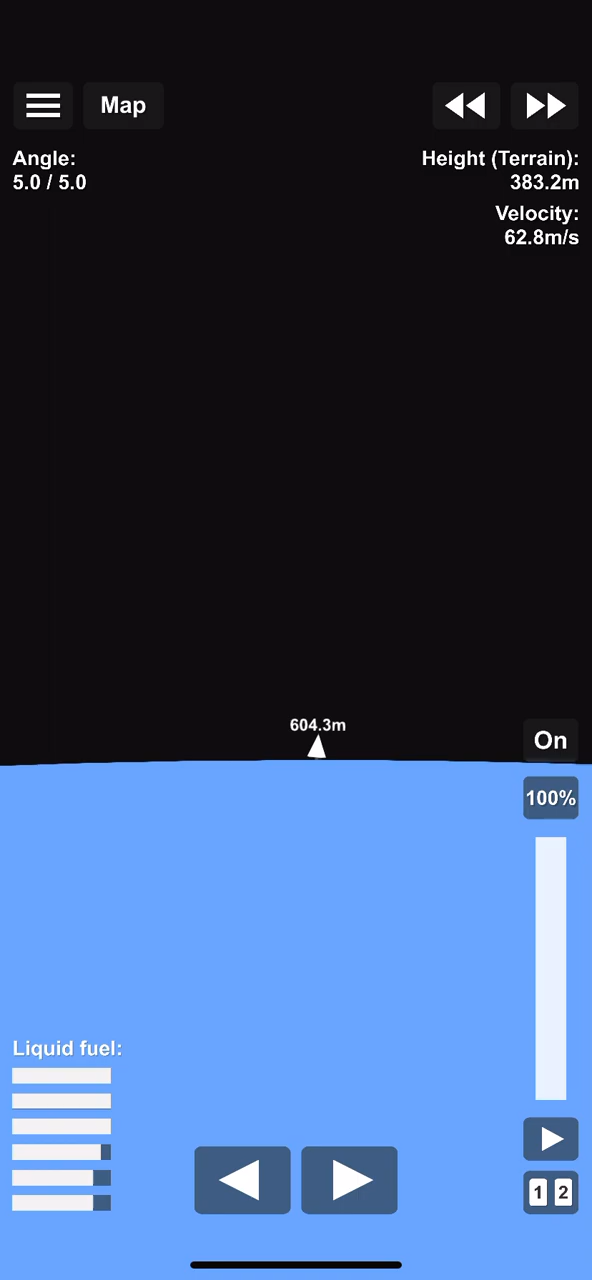 Map
Angle:
5.0 / 5.0
Height (Terrain):
383.2m
Velocity:
62.8m/s
604.3m
On
100%
Liquid fuel:
1 2